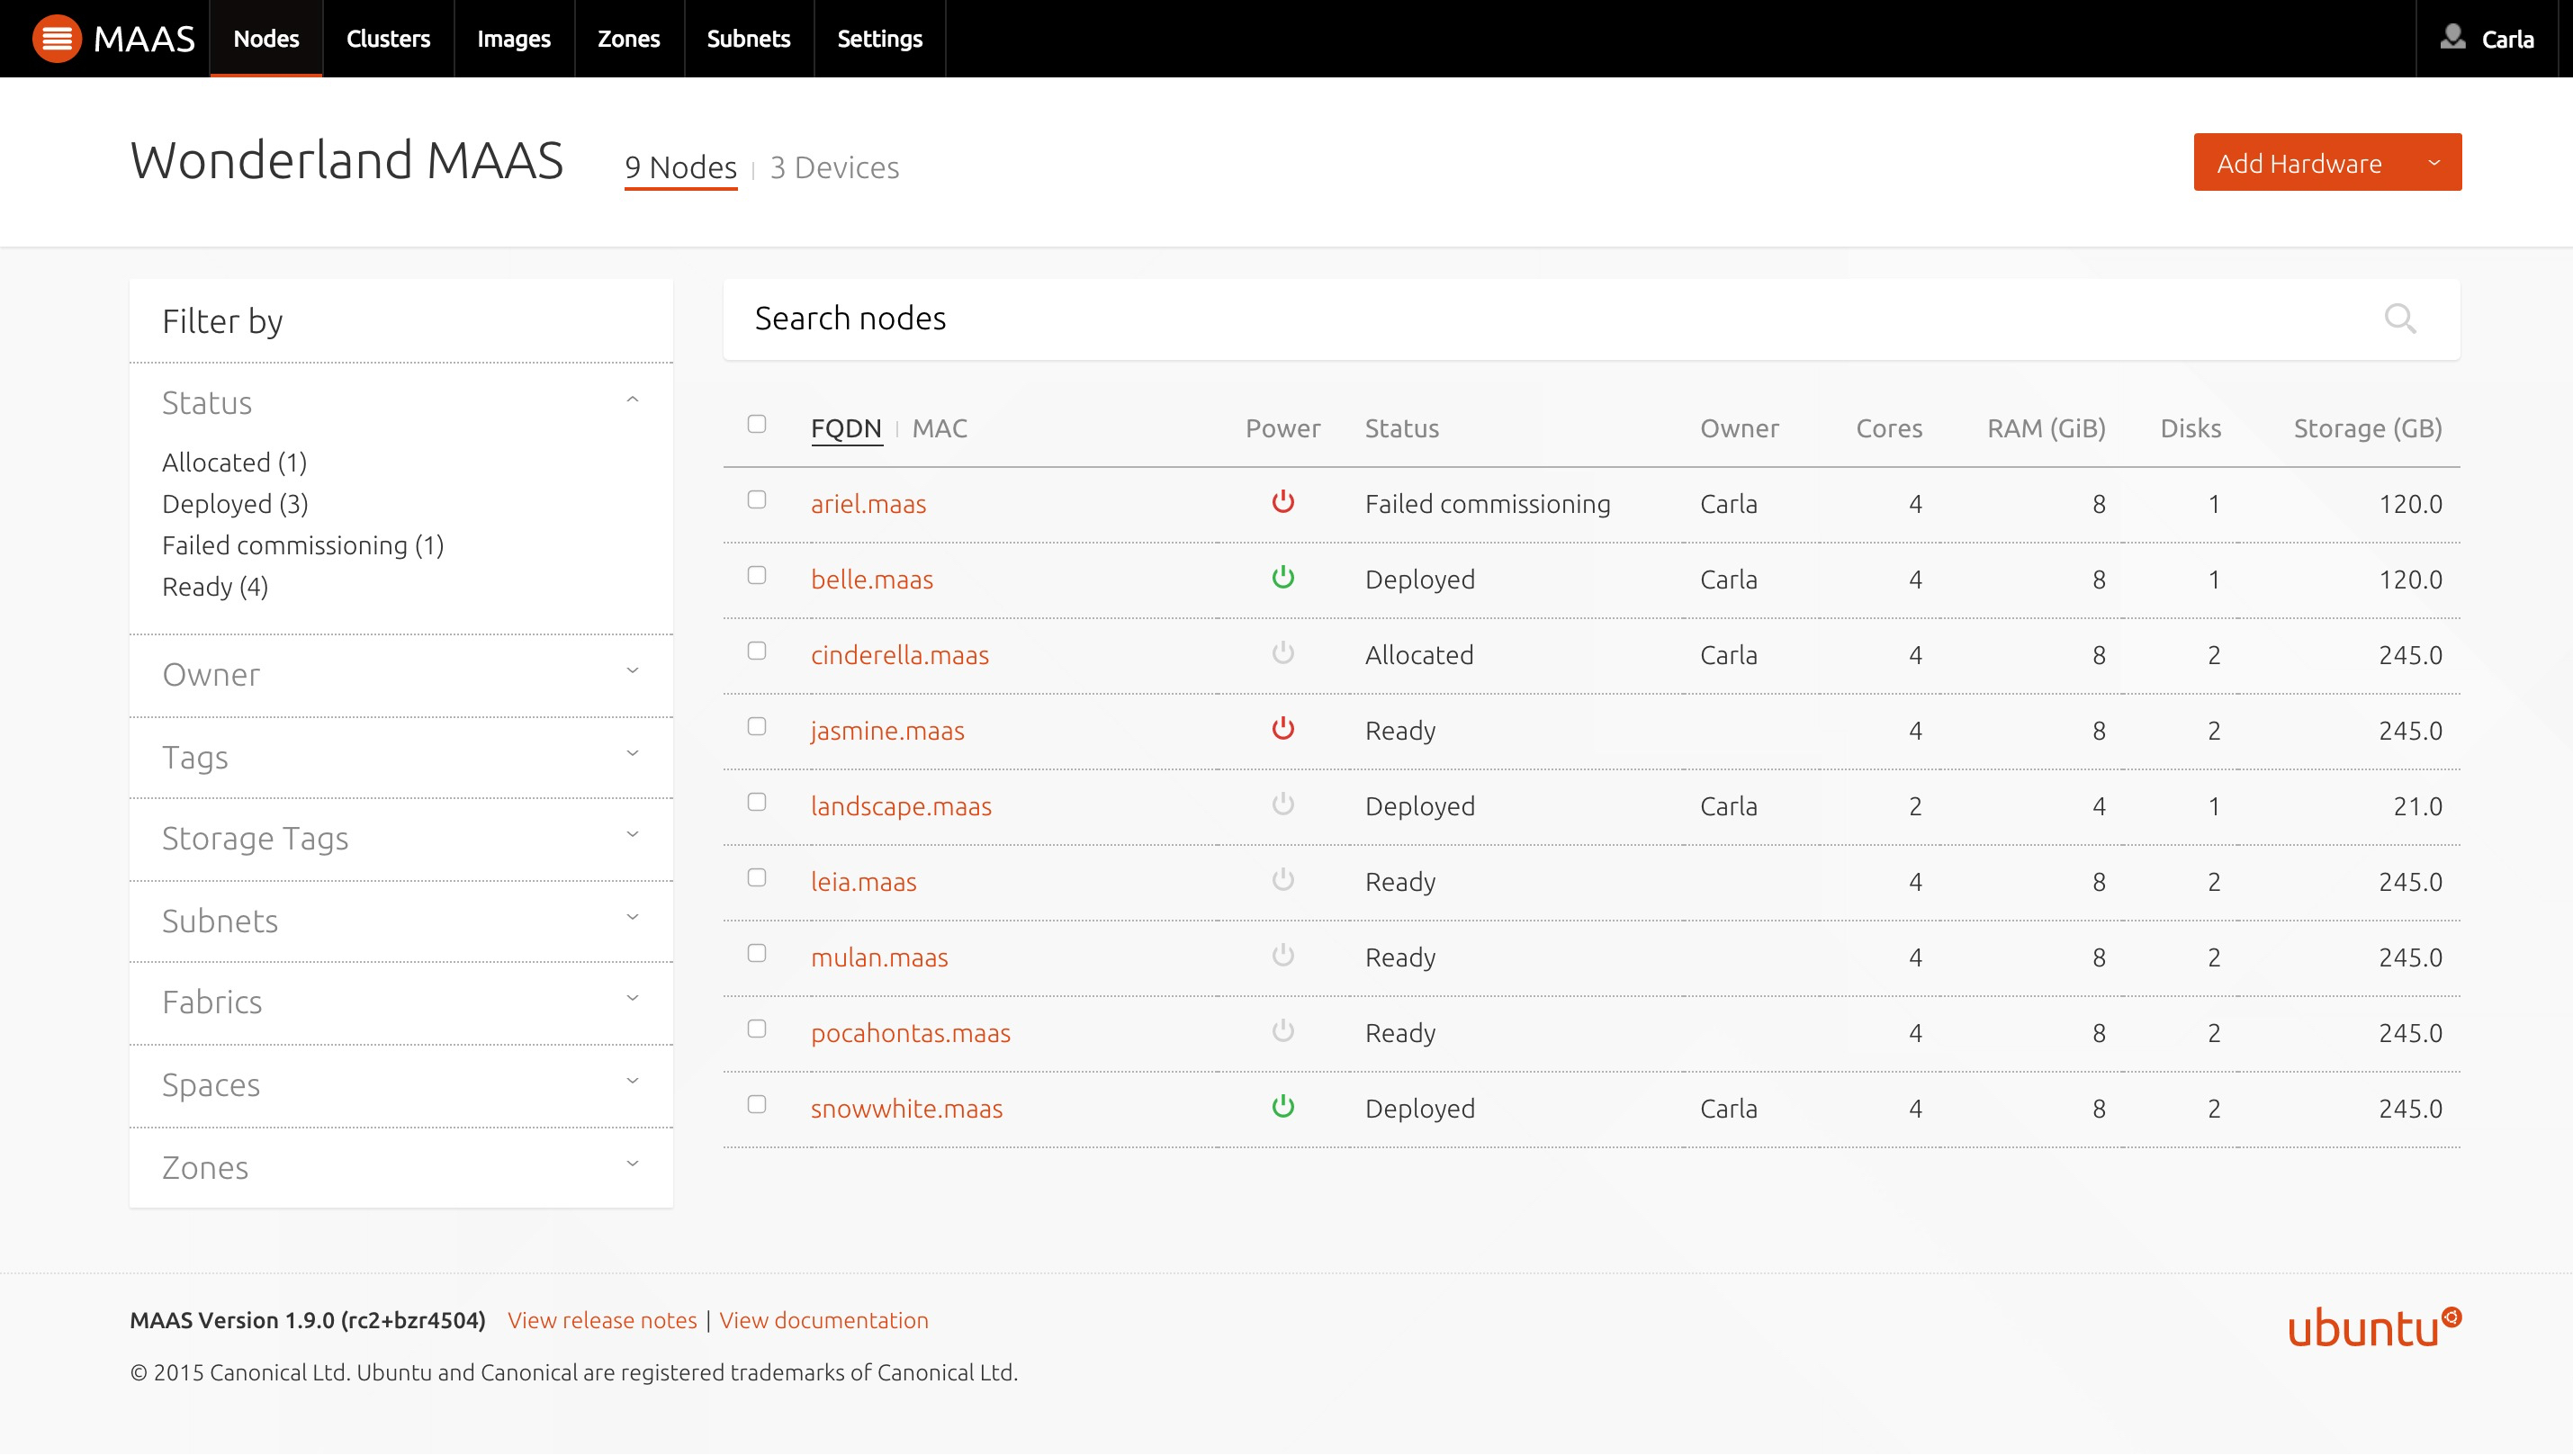 MAAS Nodes Clusters Images Zones Subnets Settings Carla
Wonderland MAAS 9 Nodes 3 Devices Add Hardware
Filter by
Status
Allocated (1)
Deployed (3)
Failed commissioning (1)
Ready (4)
Owner
Tags
Storage Tags
Subnets
Fabrics
Spaces
Zones
Search nodes
FQDN MAC Power Status Owner Cores RAM (GiB) Disks Storage (GB)
ariel.maas Failed commissioning Carla 4 8 1 120.0
belle.maas Deployed Carla 4 8 1 120.0
cinderella.maas Allocated Carla 4 8 2 245.0
jasmine.maas Ready 4 8 2 245.0
landscape.maas Deployed Carla 2 4 1 21.0
leia.maas Ready 4 8 2 245.0
mulan.maas Ready 4 8 2 245.0
pocahontas.maas Ready 4 8 2 245.0
snowwhite.maas Deployed Carla 4 8 2 245.0
MAAS Version 1.9.0 (rc2+bzr4504) View release notes | View documentation
© 2015 Canonical Ltd. Ubuntu and Canonical are registered trademarks of Canonical Ltd.
ubuntu